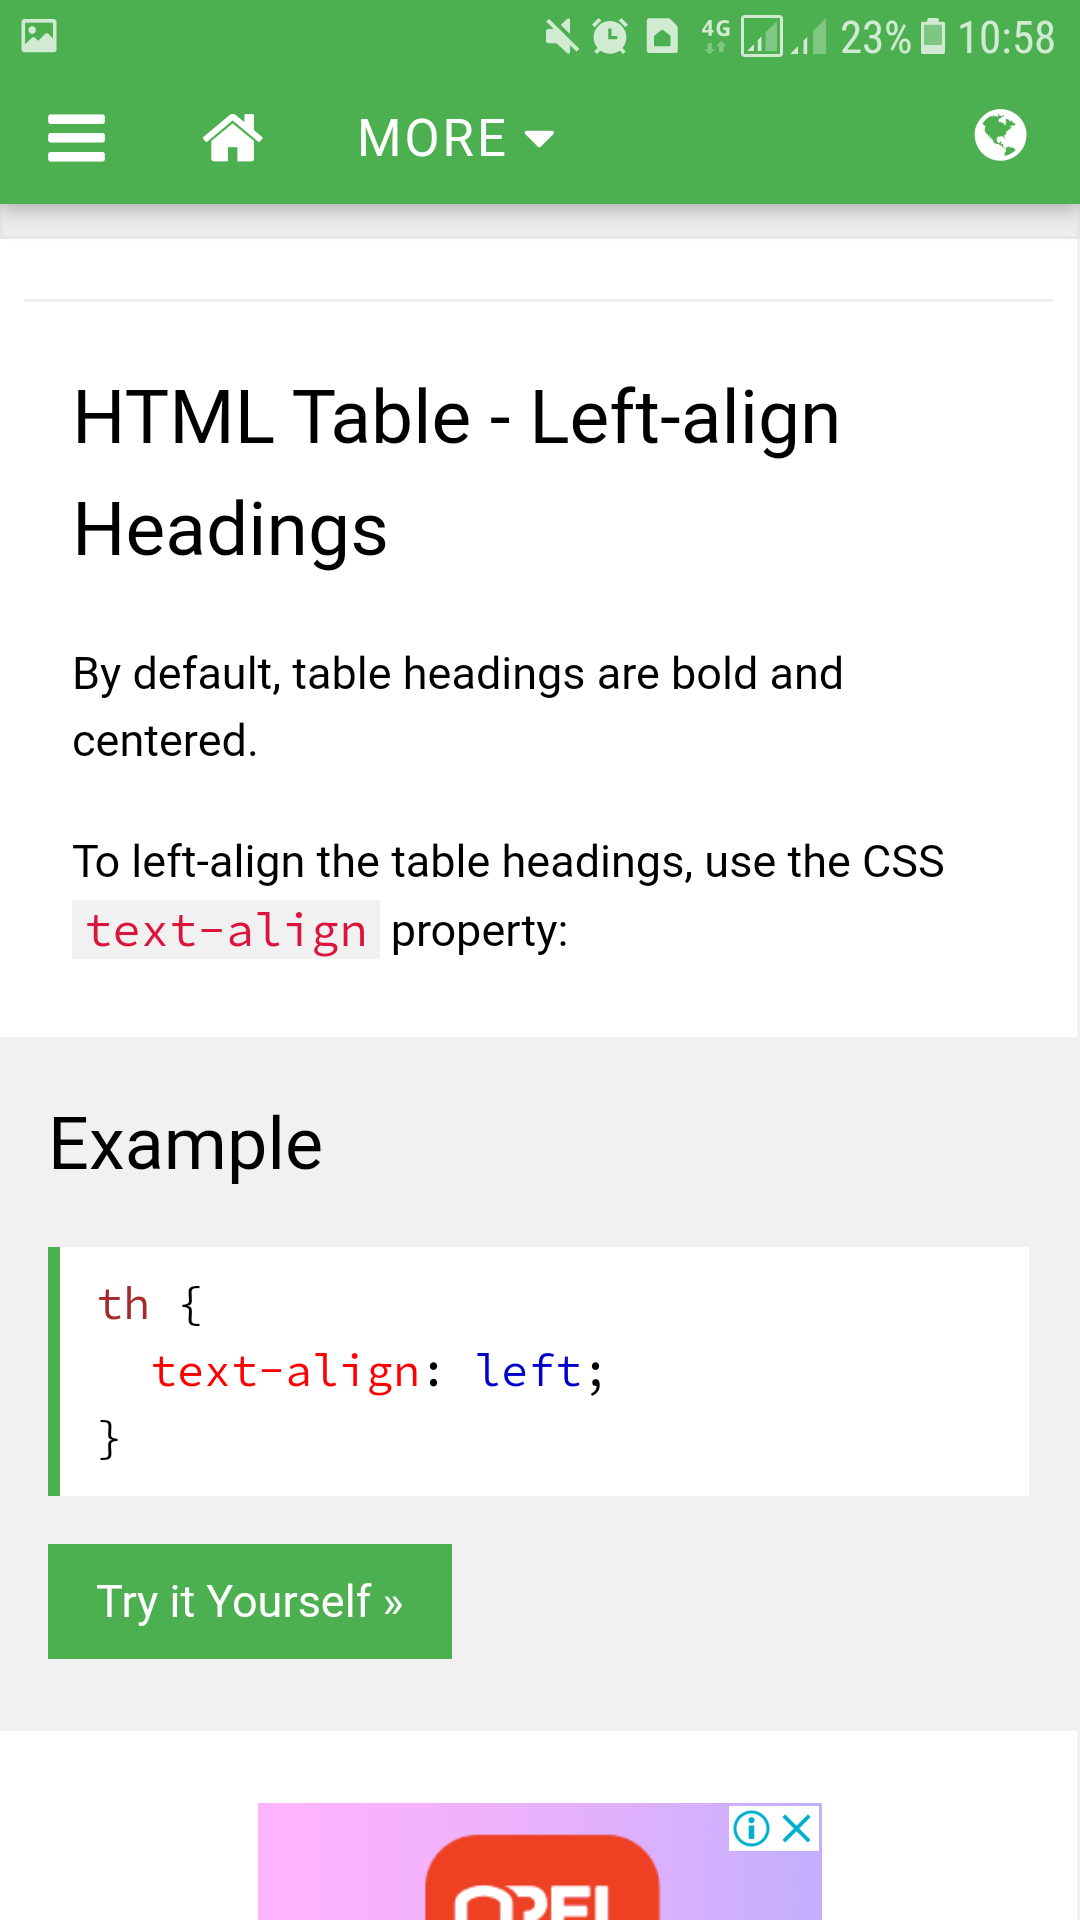 4G 23% 10:58
MORE
HTML Table - Left-align
Headings
By default, table headings are bold and
centered.
To left-align the table headings, use the CSS
text-align property:
Example
th {
text-align: left;
}
Try it Yourself »